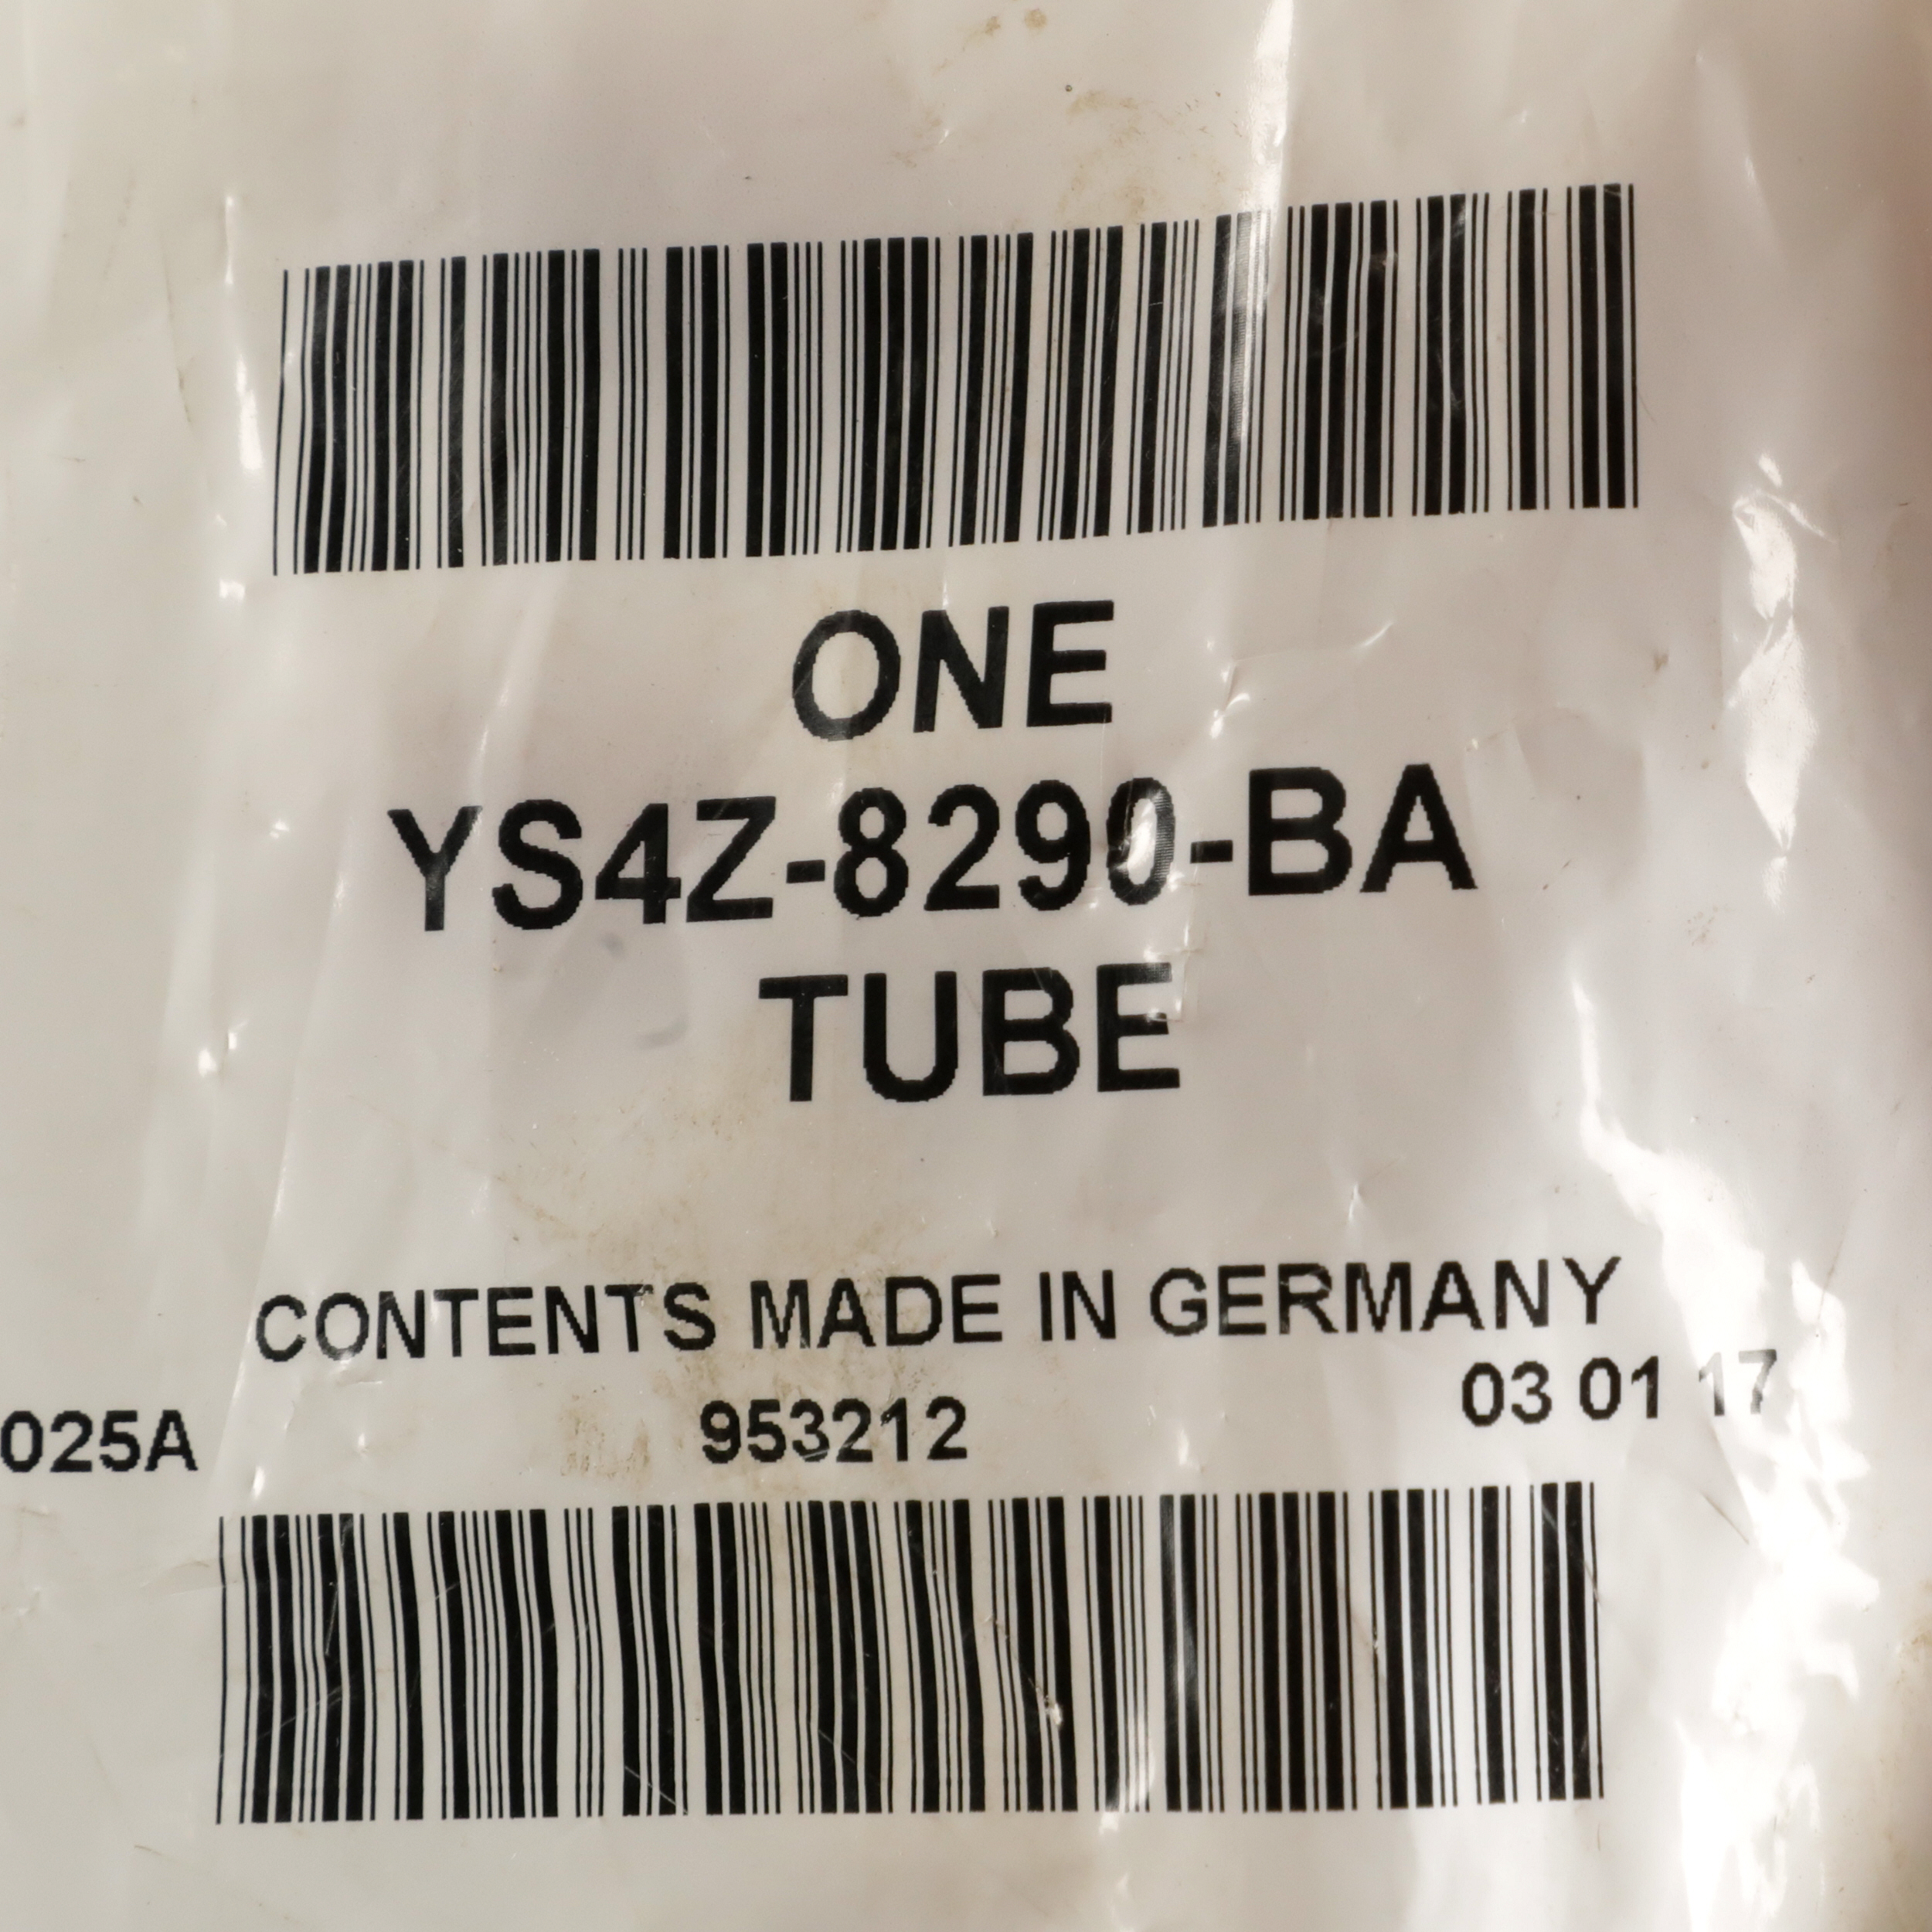 ONE
YS4Z-8290-BA
TUBE
CONTENTS MADE IN GERMANY
025A 953212 03 01 17